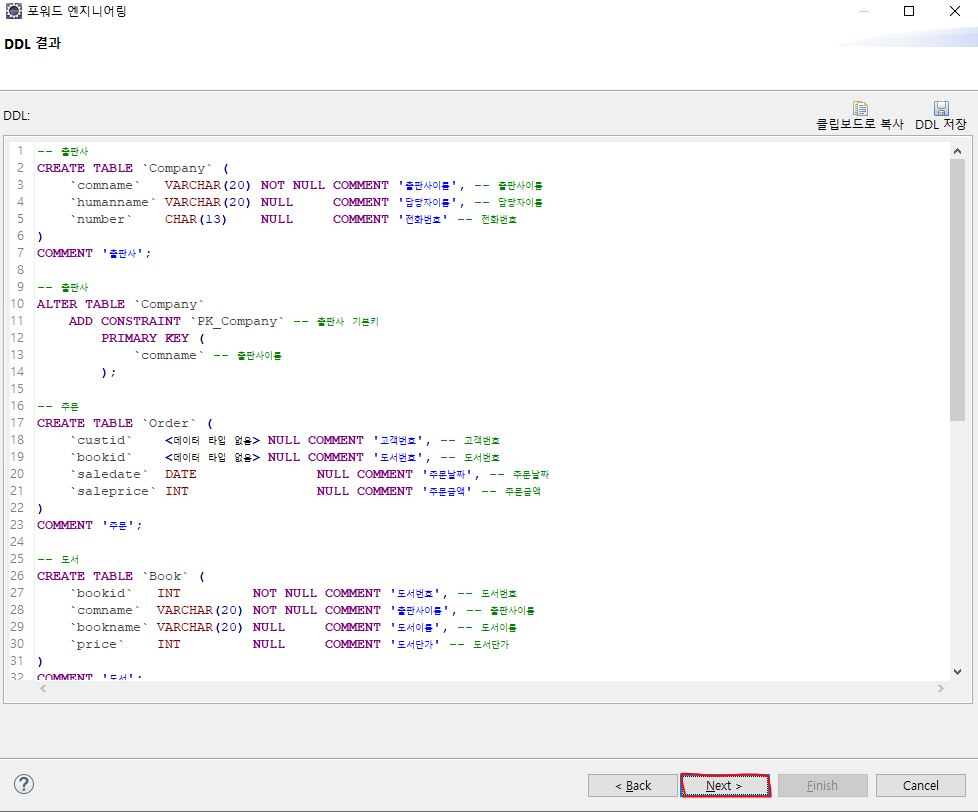 포워드 엔지니어링
DDL 결과
DDL:
클립보드로 복사 DDL 저장
1 -- 출판사
2 CREATE TABLE `Company` (
3 `comname` VARCHAR(20) NOT NULL COMMENT '출판사이름', -- 출판사이름
4 `humanname` VARCHAR(20) NULL COMMENT '담당자이름', -- 담당자이름
5 `number` CHAR(13) NULL COMMENT '전화번호' -- 전화번호
6 )
7 COMMENT '출판사';
8
9 -- 출판사
10 ALTER TABLE `Company`
11 ADD CONSTRAINT `PK_Company` -- 출판사 기본키
12 PRIMARY KEY (
13 `comname` -- 출판사이름
14 );
15
16 -- 주문
17 CREATE TABLE `Order` (
18 `custid` <데이터 타입 없음> NULL COMMENT '고객번호', -- 고객번호
19 `bookid` <데이터 타입 없음> NULL COMMENT '도서번호', -- 도서번호
20 `saledate` DATE NULL COMMENT '주문날짜', -- 주문날짜
21 `saleprice` INT NULL COMMENT '주문금액' -- 주문금액
22 )
23 COMMENT '주문';
24
25 -- 도서
26 CREATE TABLE `Book` (
27 `bookid` INT NOT NULL COMMENT '도서번호', -- 도서번호
28 `comname` VARCHAR(20) NOT NULL COMMENT '출판사이름', -- 출판사이름
29 `bookname` VARCHAR(20) NULL COMMENT '도서이름', -- 도서이름
30 `price` INT NULL COMMENT '도서단가' -- 도서단가
31 )
32 COMMENT '도서';
? < Back Next > Finish Cancel